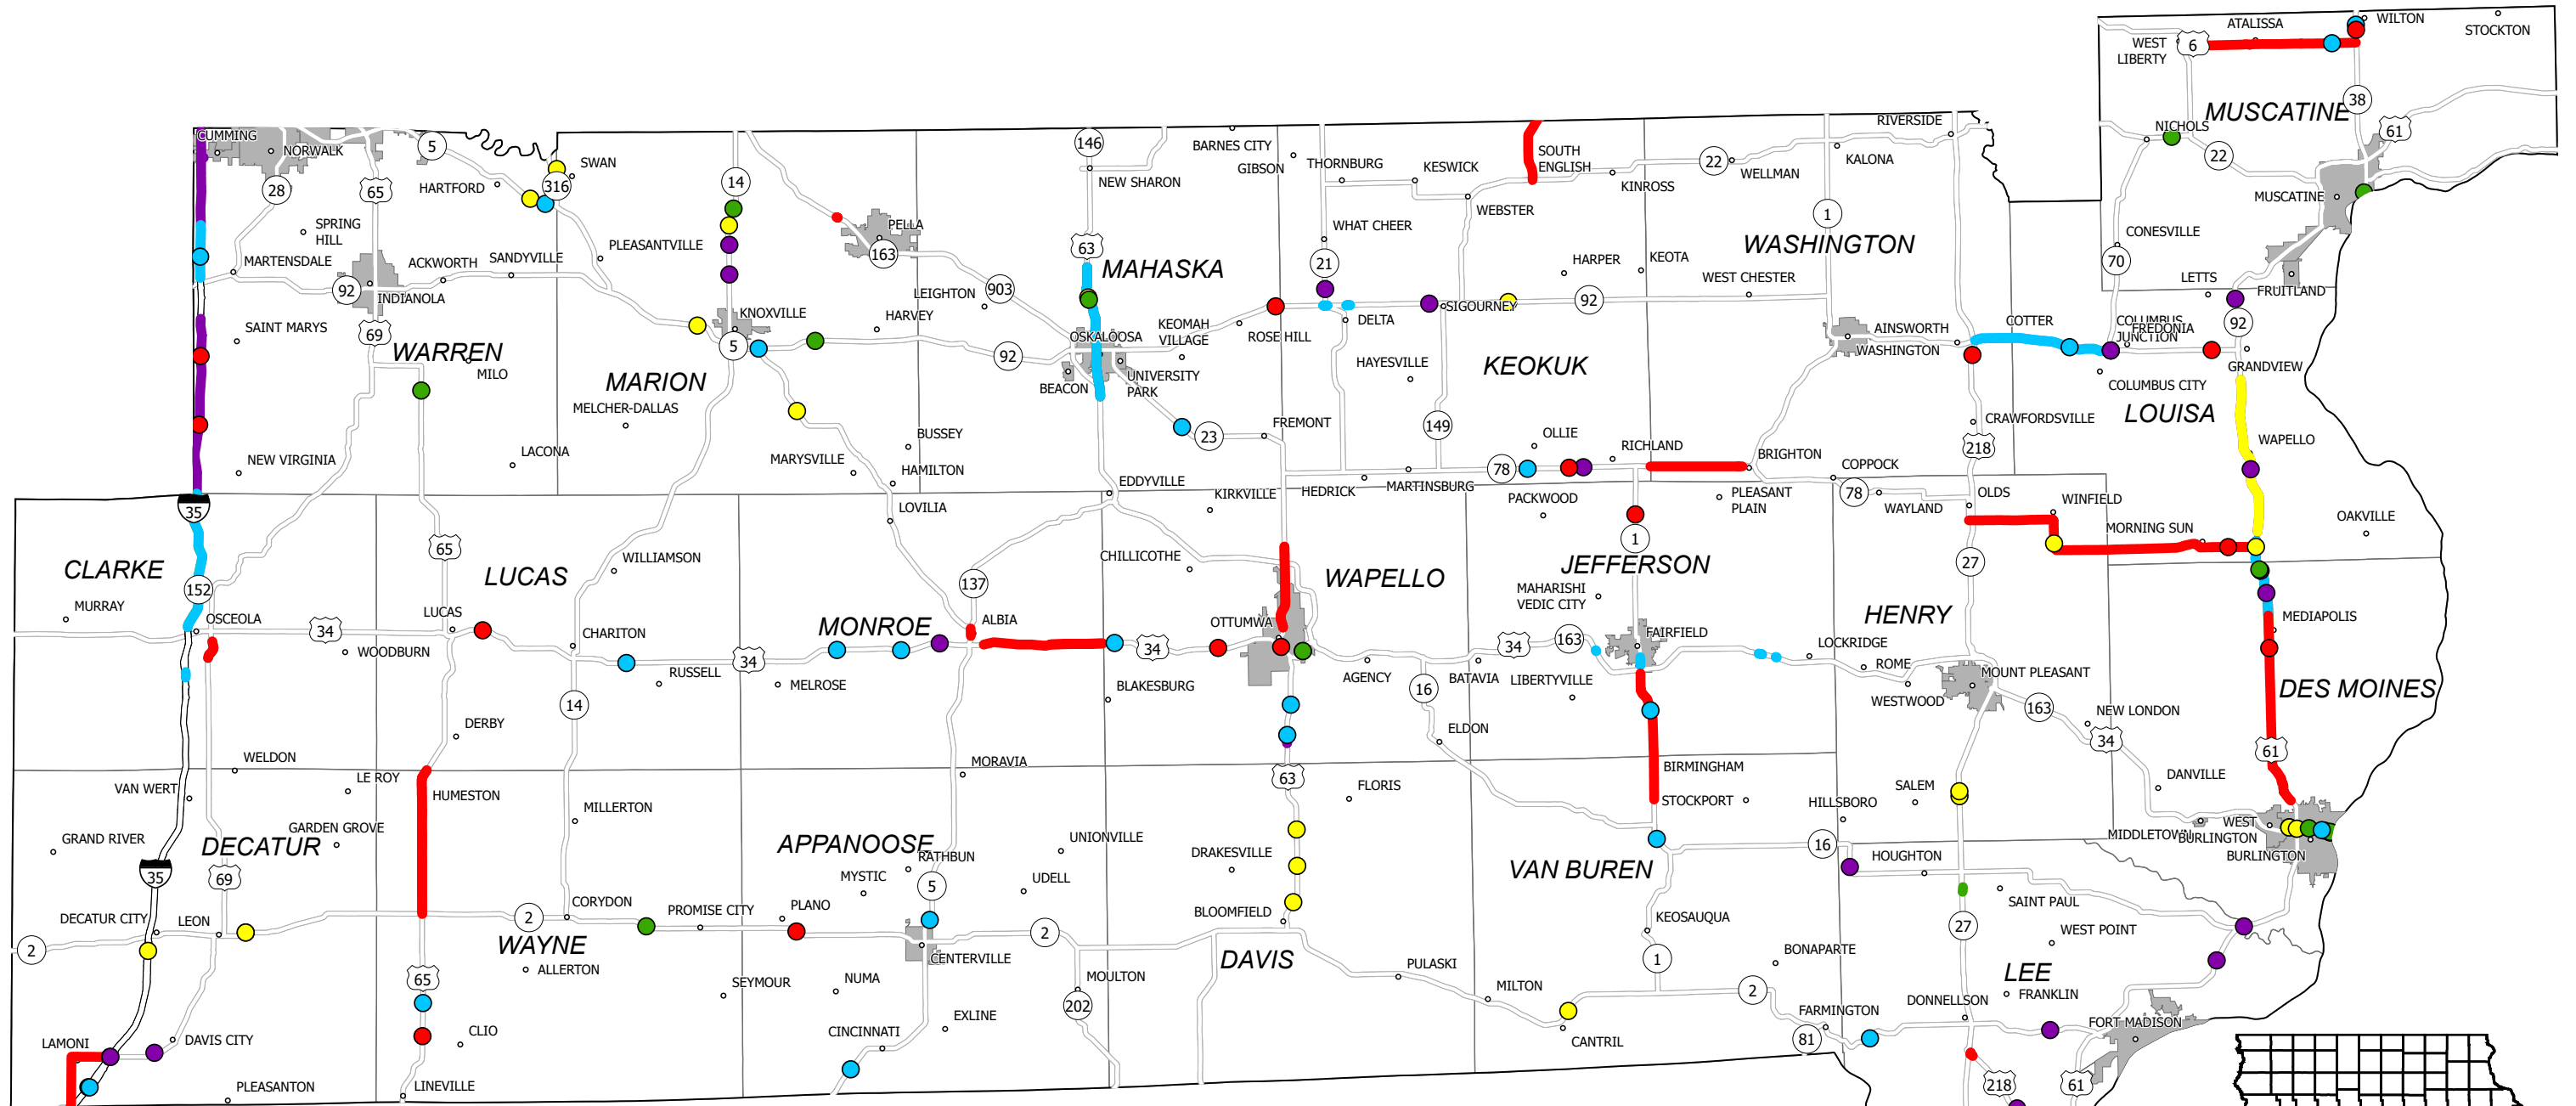 ATALISSA
WILTON
STOCKTON
WEST
LIBERTY
6
MUSCATINE
38
61
NICHOLS
22
MUSCATINE
CONESVILLE
70
LETTS
FRUITLAND
CUMMING
NORWALK
5
28
65
HARTFORD
316
SWAN
SPRING
HILL
MARTENSDALE
ACKWORTH
SANDYVILLE
PLEASANTVILLE
92
INDIANOLA
SAINT MARYS
69
WARREN
MILO
NEW VIRGINIA
LACONA
14
PELLA
163
903
LEIGHTON
HARVEY
KNOXVILLE
5
92
MARION
MELCHER-DALLAS
BUSSEY
MARYSVILLE
HAMILTON
146
NEW SHARON
BARNES CITY
63
MAHASKA
OSKALOOSA
KEOMAH
VILLAGE
ROSE HILL
BEACON
UNIVERSITY
PARK
23
FREMONT
EDDYVILLE
GIBSON
THORNBURG
KESWICK
SOUTH
ENGLISH
KINROSS
WEBSTER
WHAT CHEER
21
DELTA
SIGOURNEY
HARPER
KEOTA
92
HAYESVILLE
KEOKUK
149
OLLIE
RICHLAND
78
HEDRICK
MARTINSBURG
RIVERSIDE
22
WELLMAN
KALONA
1
WASHINGTON
WEST CHESTER
AINSWORTH
WASHINGTON
CRAWFORDSVILLE
218
BRIGHTON
COPPOCK
COTTER
COLUMBUS
JUNCTION
FREDONIA
92
GRANDVIEW
COLUMBUS CITY
LOUISA
WAPELLO
MORNING SUN
OAKVILLE
35
CLARKE
152
MURRAY
OSCEOLA
34
WOODBURN
65
LUCAS
LUCAS
WILLIAMSON
CHARITON
RUSSELL
14
DERBY
LOVILIA
137
MONROE
ALBIA
34
MELROSE
KIRKVILLE
CHILLICOTHE
WAPELLO
OTTUMWA
34
BLAKESBURG
AGENCY
ELDON
PACKWOOD
PLEASANT
PLAIN
1
JEFFERSON
MAHARISHI
VEDIC CITY
34
163
FAIRFIELD
BATAVIA
LIBERTYVILLE
16
LOCKRIDGE
78
WAYLAND
OLDS
WINFIELD
27
HENRY
ROME
WESTWOOD
MOUNT PLEASANT
163
NEW LONDON
34
SALEM
MEDIAPOLIS
DES MOINES
61
DANVILLE
MIDDLETOWN
WEST
BURLINGTON
BURLINGTON
WELDON
VAN WERT
LE ROY
GRAND RIVER
GARDEN GROVE
DECATUR
35
69
DECATUR CITY
LEON
2
LAMONI
DAVIS CITY
PLEASANTON
HUMESTON
MILLERTON
2
CORYDON
PROMISE CITY
WAYNE
ALLERTON
65
CLIO
SEYMOUR
LINEVILLE
MORAVIA
APPANOOSE
RATHBUN
UNIONVILLE
MYSTIC
UDELL
5
PLANO
2
CENTERVILLE
NUMA
MOULTON
202
EXLINE
CINCINNATI
63
FLORIS
DRAKESVILLE
BLOOMFIELD
DAVIS
PULASKI
BIRMINGHAM
STOCKPORT
VAN BUREN
KEOSAUQUA
1
MILTON
CANTRIL
BONAPARTE
2
FARMINGTON
81
HILLSBORO
16
HOUGHTON
SAINT PAUL
27
WEST POINT
LEE
FRANKLIN
DONNELLSON
FORT MADISON
218
61